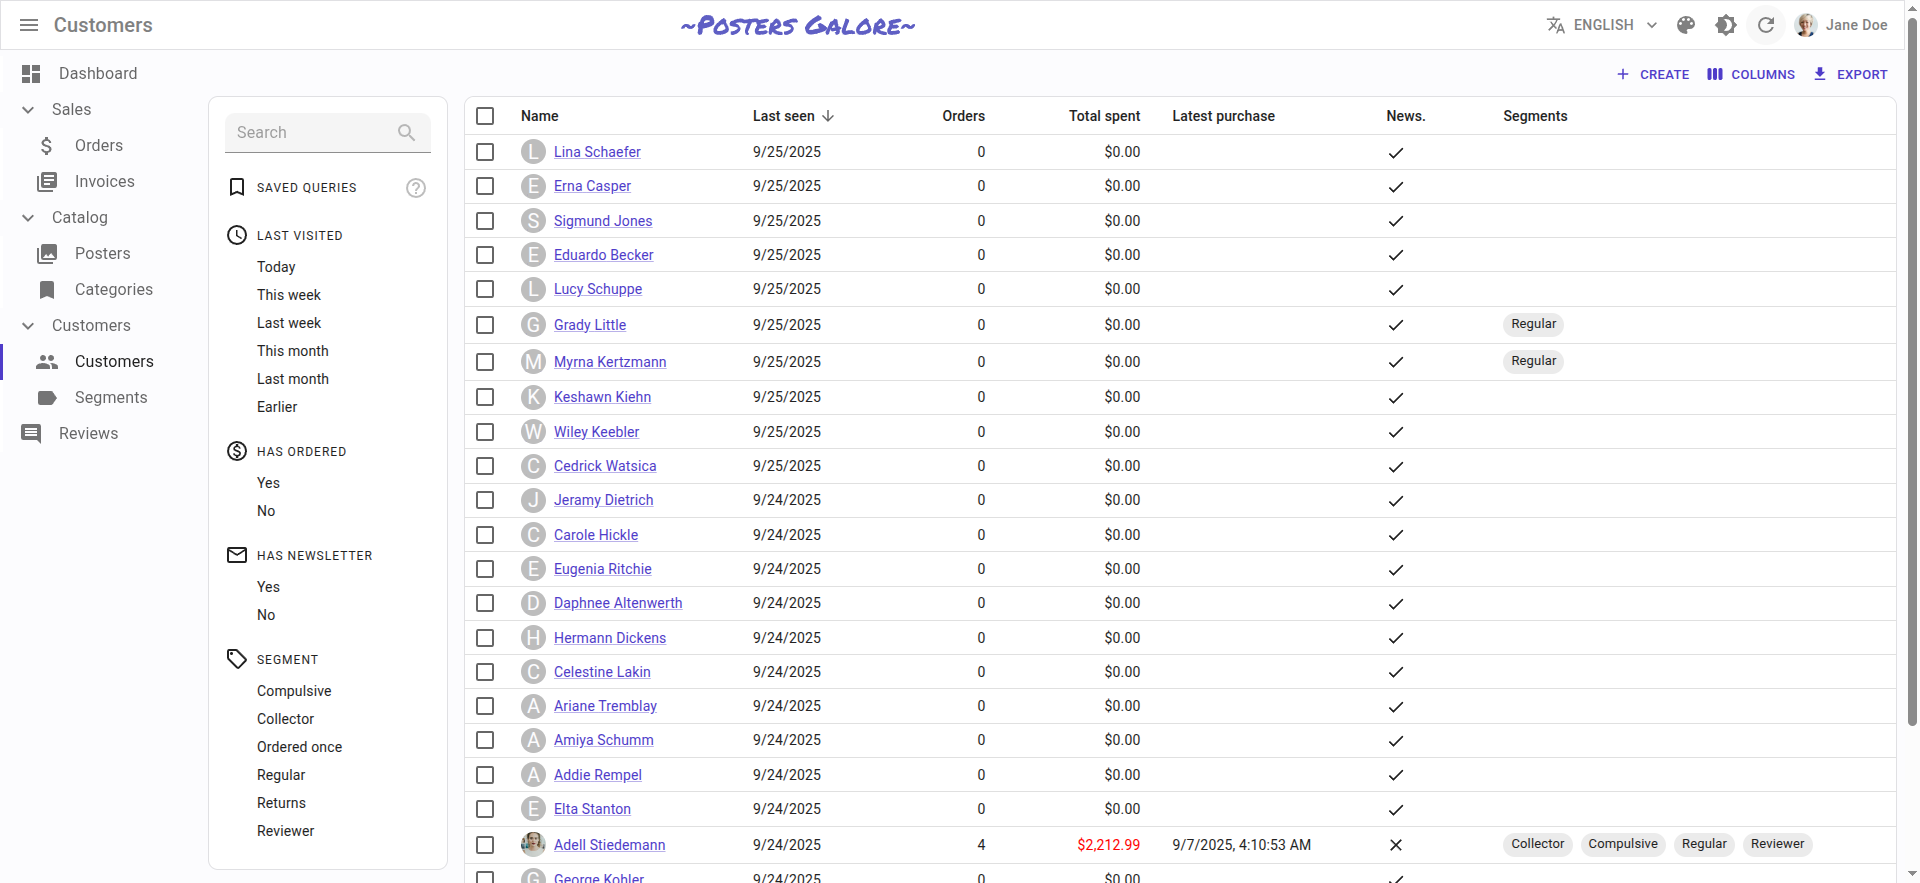 Customers
~Posters Galore~
ENGLISH
Jane Doe
Dashboard
Sales
Orders
Invoices
Catalog
Posters
Categories
Customers
Customers
Segments
Reviews
CREATE COLUMNS EXPORT
Search
SAVED QUERIES
LAST VISITED
Today
This week
Last week
This month
Last month
Earlier
HAS ORDERED
Yes
No
HAS NEWSLETTER
Yes
No
SEGMENT
Compulsive
Collector
Ordered once
Regular
Returns
Reviewer
Name Last seen Orders Total spent Latest purchase News. Segments
L Lina Schaefer 9/25/2025 0 $0.00
E Erna Casper 9/25/2025 0 $0.00
S Sigmund Jones 9/25/2025 0 $0.00
E Eduardo Becker 9/25/2025 0 $0.00
L Lucy Schuppe 9/25/2025 0 $0.00
G Grady Little 9/25/2025 0 $0.00 Regular
M Myrna Kertzmann 9/25/2025 0 $0.00 Regular
K Keshawn Kiehn 9/25/2025 0 $0.00
W Wiley Keebler 9/25/2025 0 $0.00
C Cedrick Watsica 9/25/2025 0 $0.00
J Jeramy Dietrich 9/24/2025 0 $0.00
C Carole Hickle 9/24/2025 0 $0.00
E Eugenia Ritchie 9/24/2025 0 $0.00
D Daphnee Altenwerth 9/24/2025 0 $0.00
H Hermann Dickens 9/24/2025 0 $0.00
C Celestine Lakin 9/24/2025 0 $0.00
A Ariane Tremblay 9/24/2025 0 $0.00
A Amiya Schumm 9/24/2025 0 $0.00
A Addie Rempel 9/24/2025 0 $0.00
E Elta Stanton 9/24/2025 0 $0.00
Adell Stiedemann 9/24/2025 4 $2,212.99 9/7/2025, 4:10:53 AM Collector Compulsive Regular Reviewer
G George Kohler 9/24/2025 0 $0.00